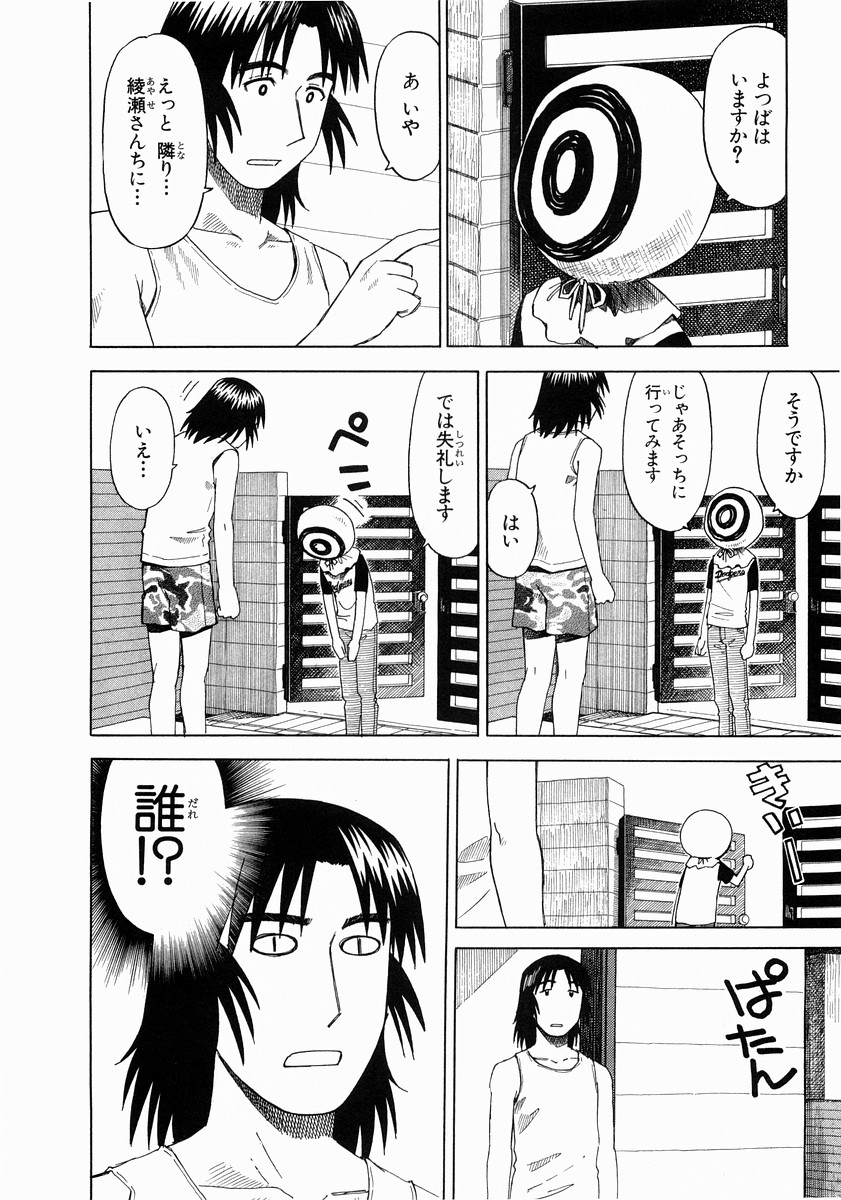 よつばは
いますか？
あ いや
えっと 隣り…
綾瀬さんちに…
そうですか
じゃあそっちに
行ってみます
はい
では失礼します
ペコ
いえ…
きぃー
ぱたん
誰!?